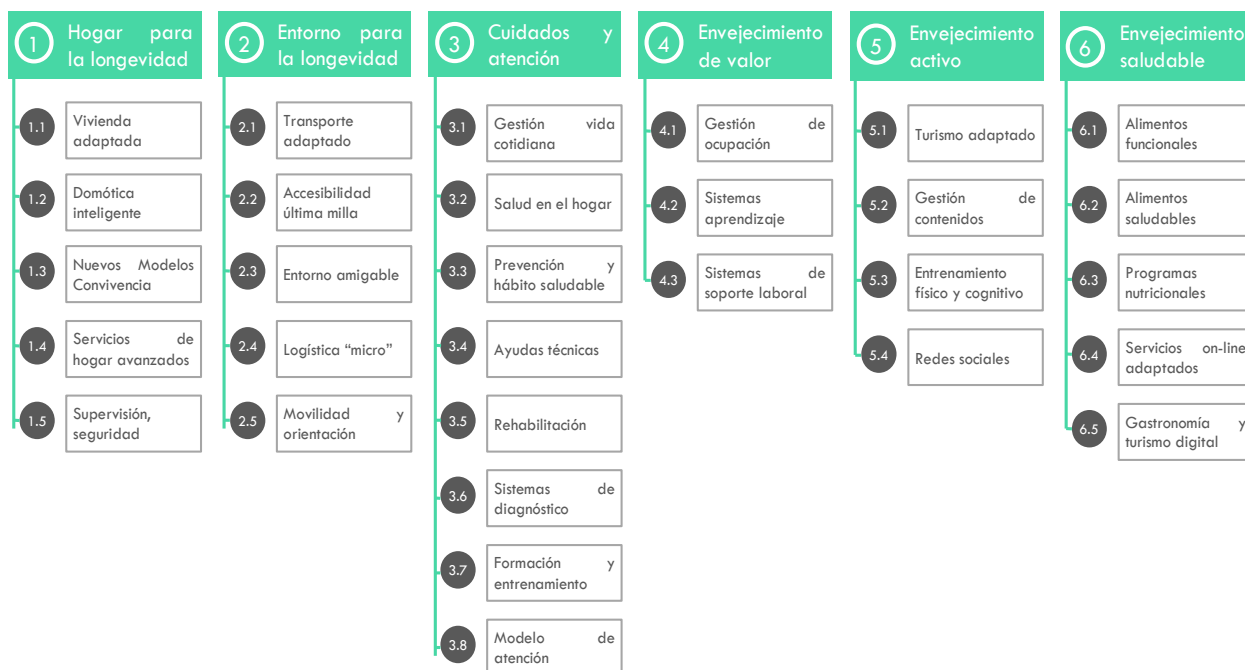 1
Hogar para
la longevidad
1.1
Vivienda
adaptada
1.2
Domótica
inteligente
1.3
Nuevos Modelos
Convivencia
1.4
Servicios de
hogar avanzados
1.5
Supervisión,
seguridad
2
Entorno para
la longevidad
2.1
Transporte
adaptado
2.2
Accesibilidad
última milla
2.3
Entorno amigable
2.4
Logística “micro”
2.5
Movilidad y
orientación
3
Cuidados y
atención
3.1
Gestión vida
cotidiana
3.2
Salud en el hogar
3.3
Prevención y
hábito saludable
3.4
Ayudas técnicas
3.5
Rehabilitación
3.6
Sistemas de
diagnóstico
3.7
Formación y
entrenamiento
3.8
Modelo de
atención
4
Envejecimiento
de valor
4.1
Gestión de
ocupación
4.2
Sistemas
aprendizaje
4.3
Sistemas de
soporte laboral
5
Envejecimiento
activo
5.1
Turismo adaptado
5.2
Gestión de
contenidos
5.3
Entrenamiento
físico y cognitivo
5.4
Redes sociales
6
Envejecimiento
saludable
6.1
Alimentos
funcionales
6.2
Alimentos
saludables
6.3
Programas
nutricionales
6.4
Servicios on-line
adaptados
6.5
Gastronomía y
turismo digital